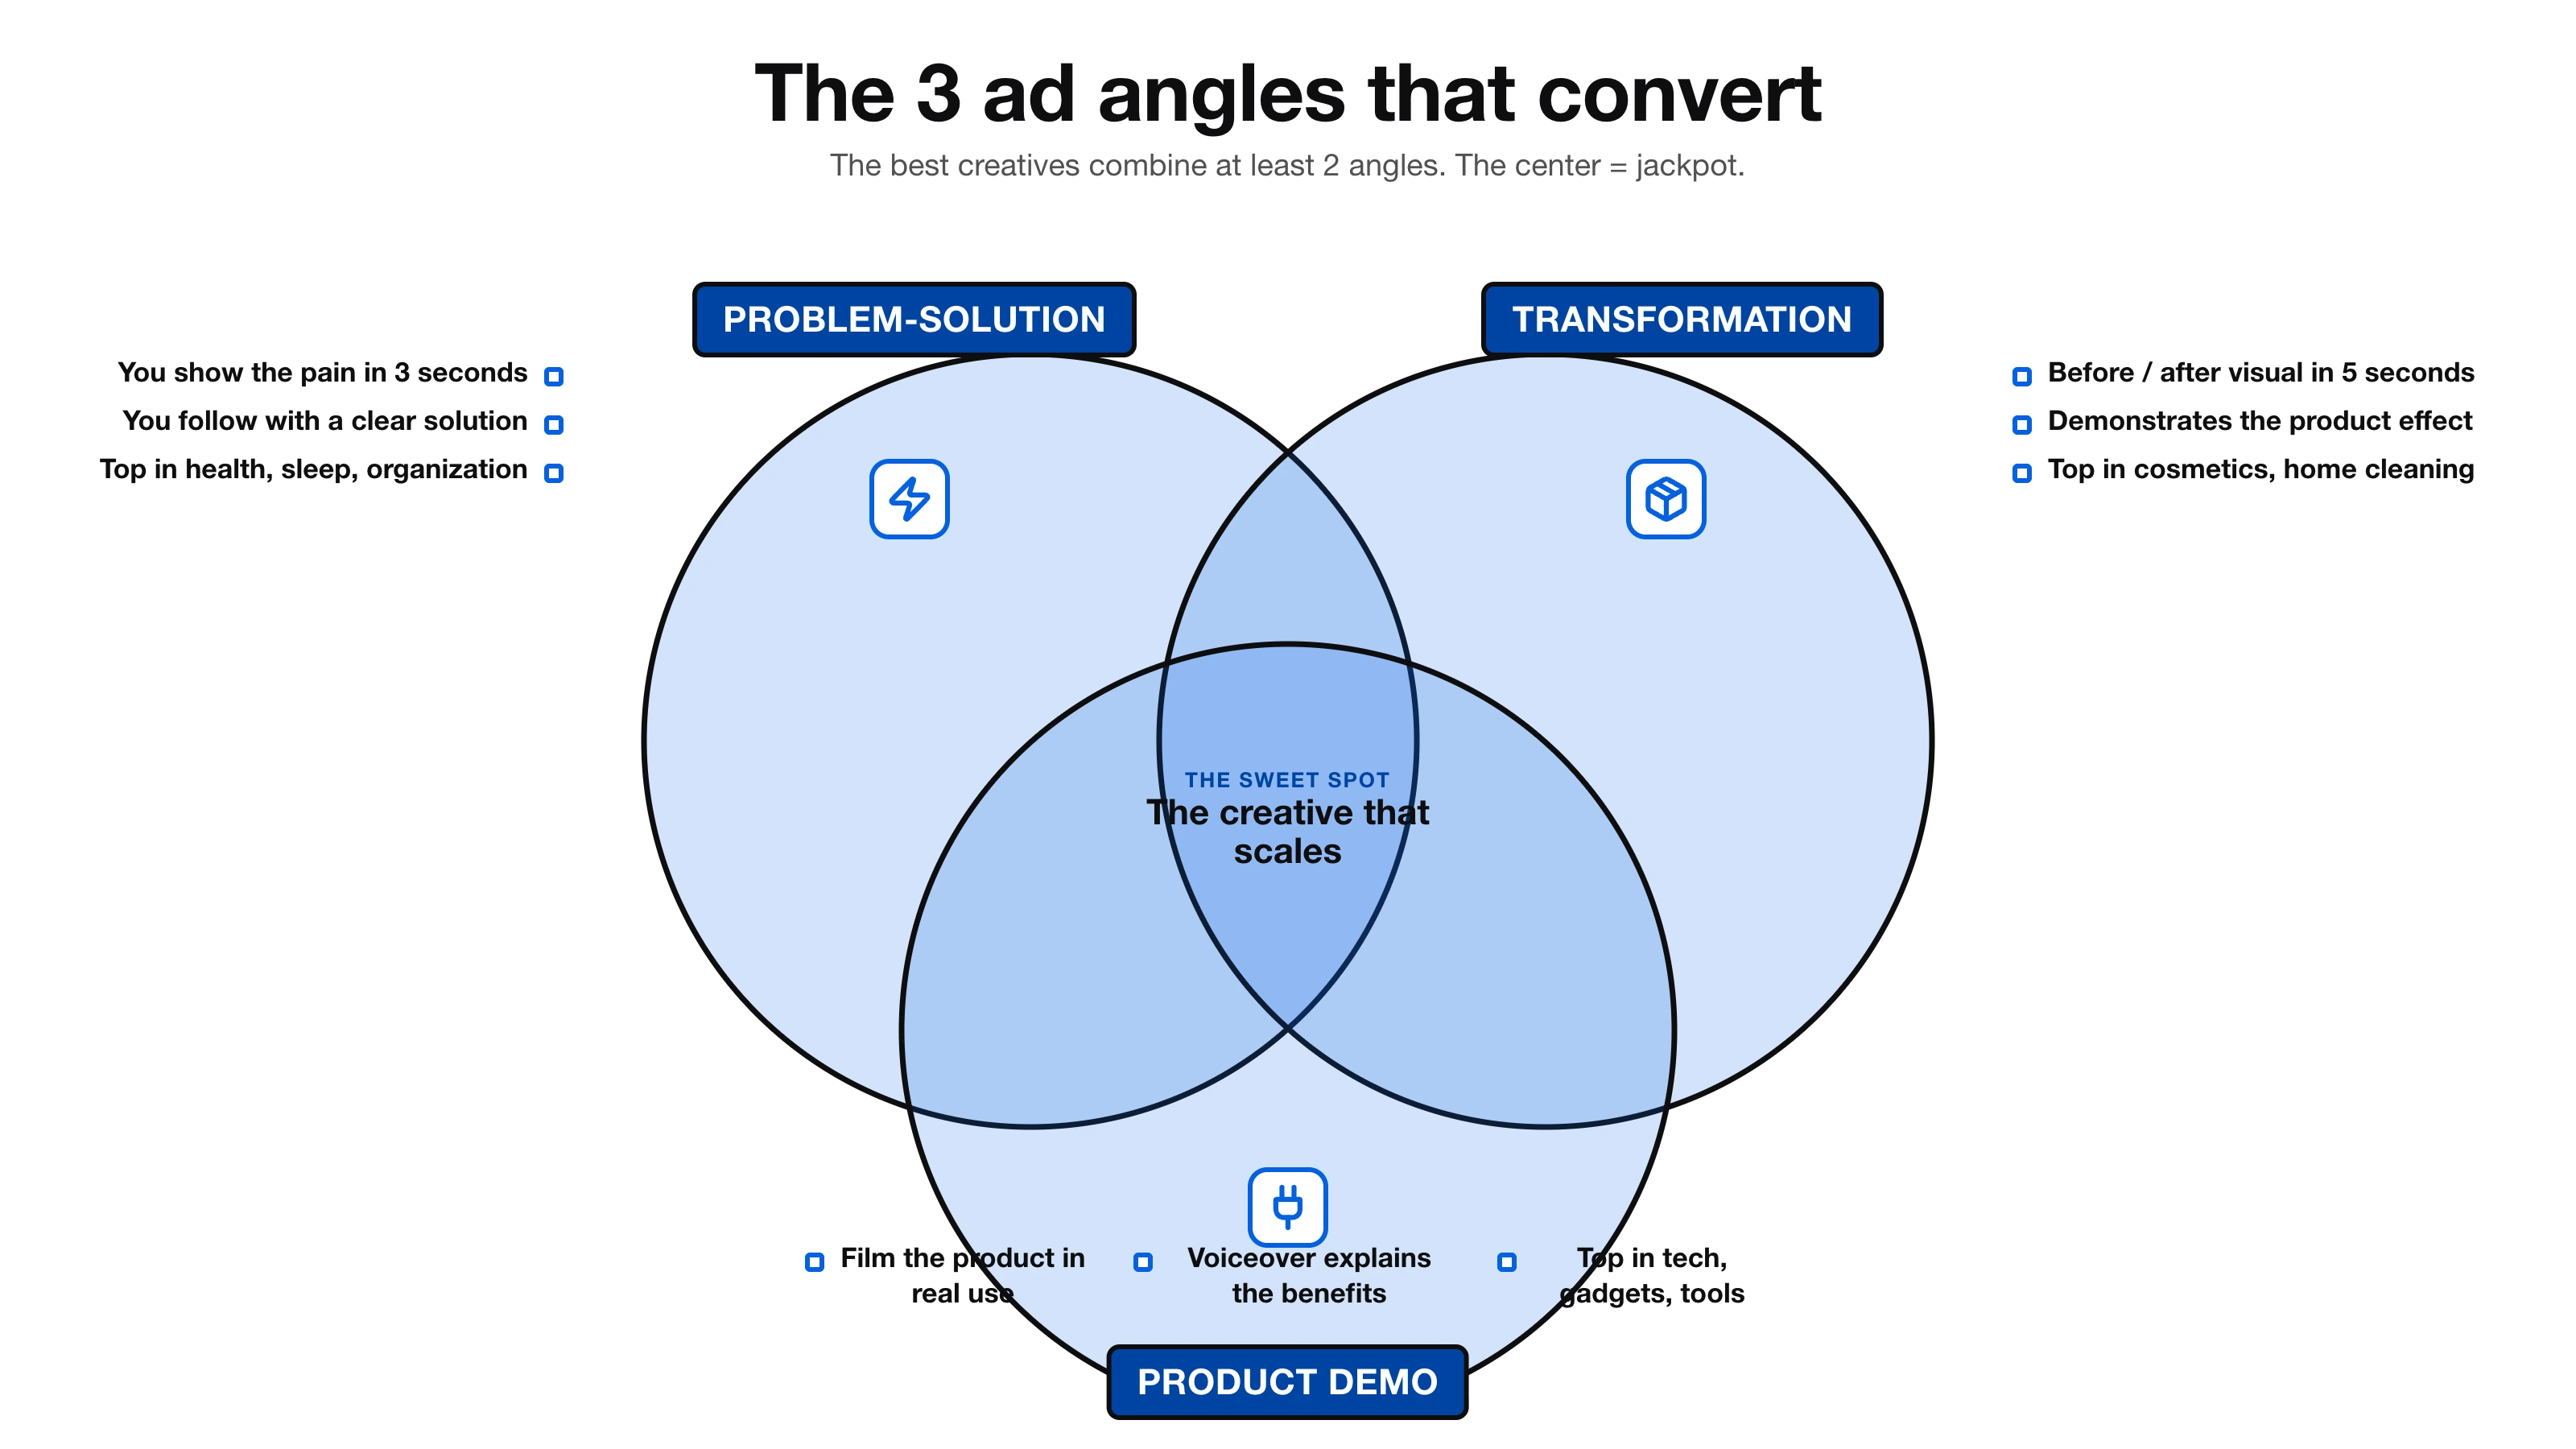 The 3 ad angles that convert
The best creatives combine at least 2 angles. The center = jackpot.
PROBLEM-SOLUTION
You show the pain in 3 seconds
You follow with a clear solution
Top in health, sleep, organization
TRANSFORMATION
Before / after visual in 5 seconds
Demonstrates the product effect
Top in cosmetics, home cleaning
THE SWEET SPOT
The creative that
scales
Film the product in
real use
Voiceover explains
the benefits
Top in tech,
gadgets, tools
PRODUCT DEMO